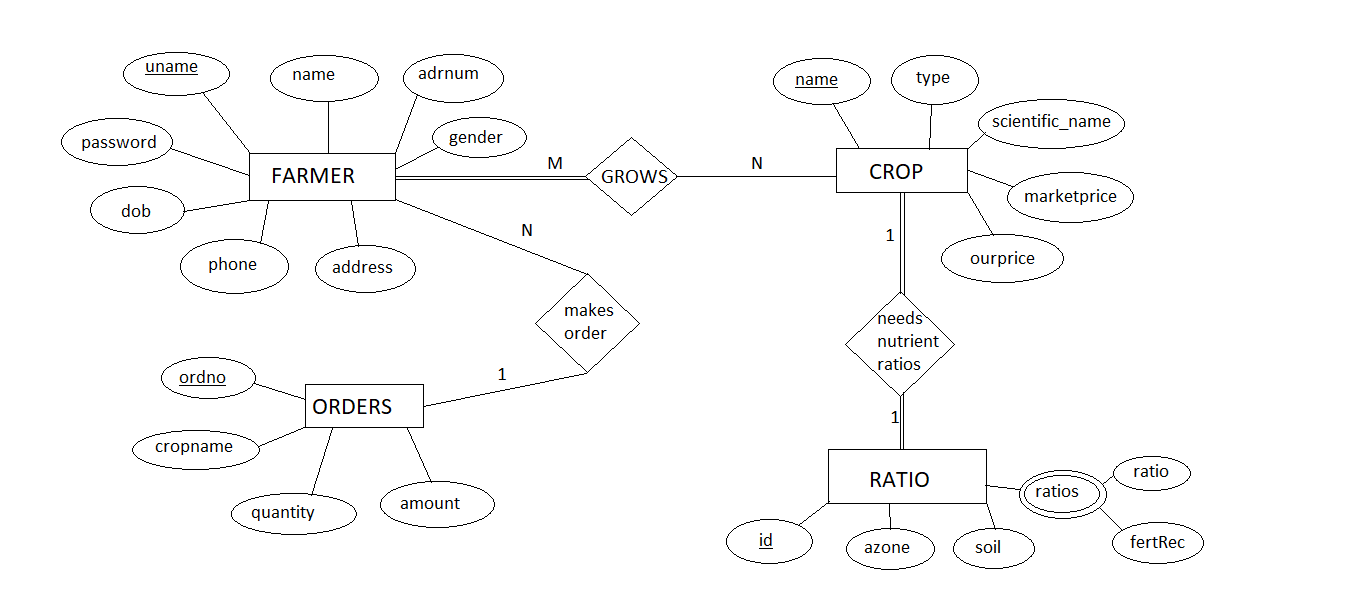 uname
name
adrnum
name
type
password
gender
scientific_name
FARMER
M
GROWS
N
CROP
marketprice
dob
phone
address
N
1
ourprice
makes
order
needs
nutrient
ratios
ordno
1
ORDERS
1
cropname
quantity
amount
RATIO
ratios
ratio
id
azone
soil
fertRec